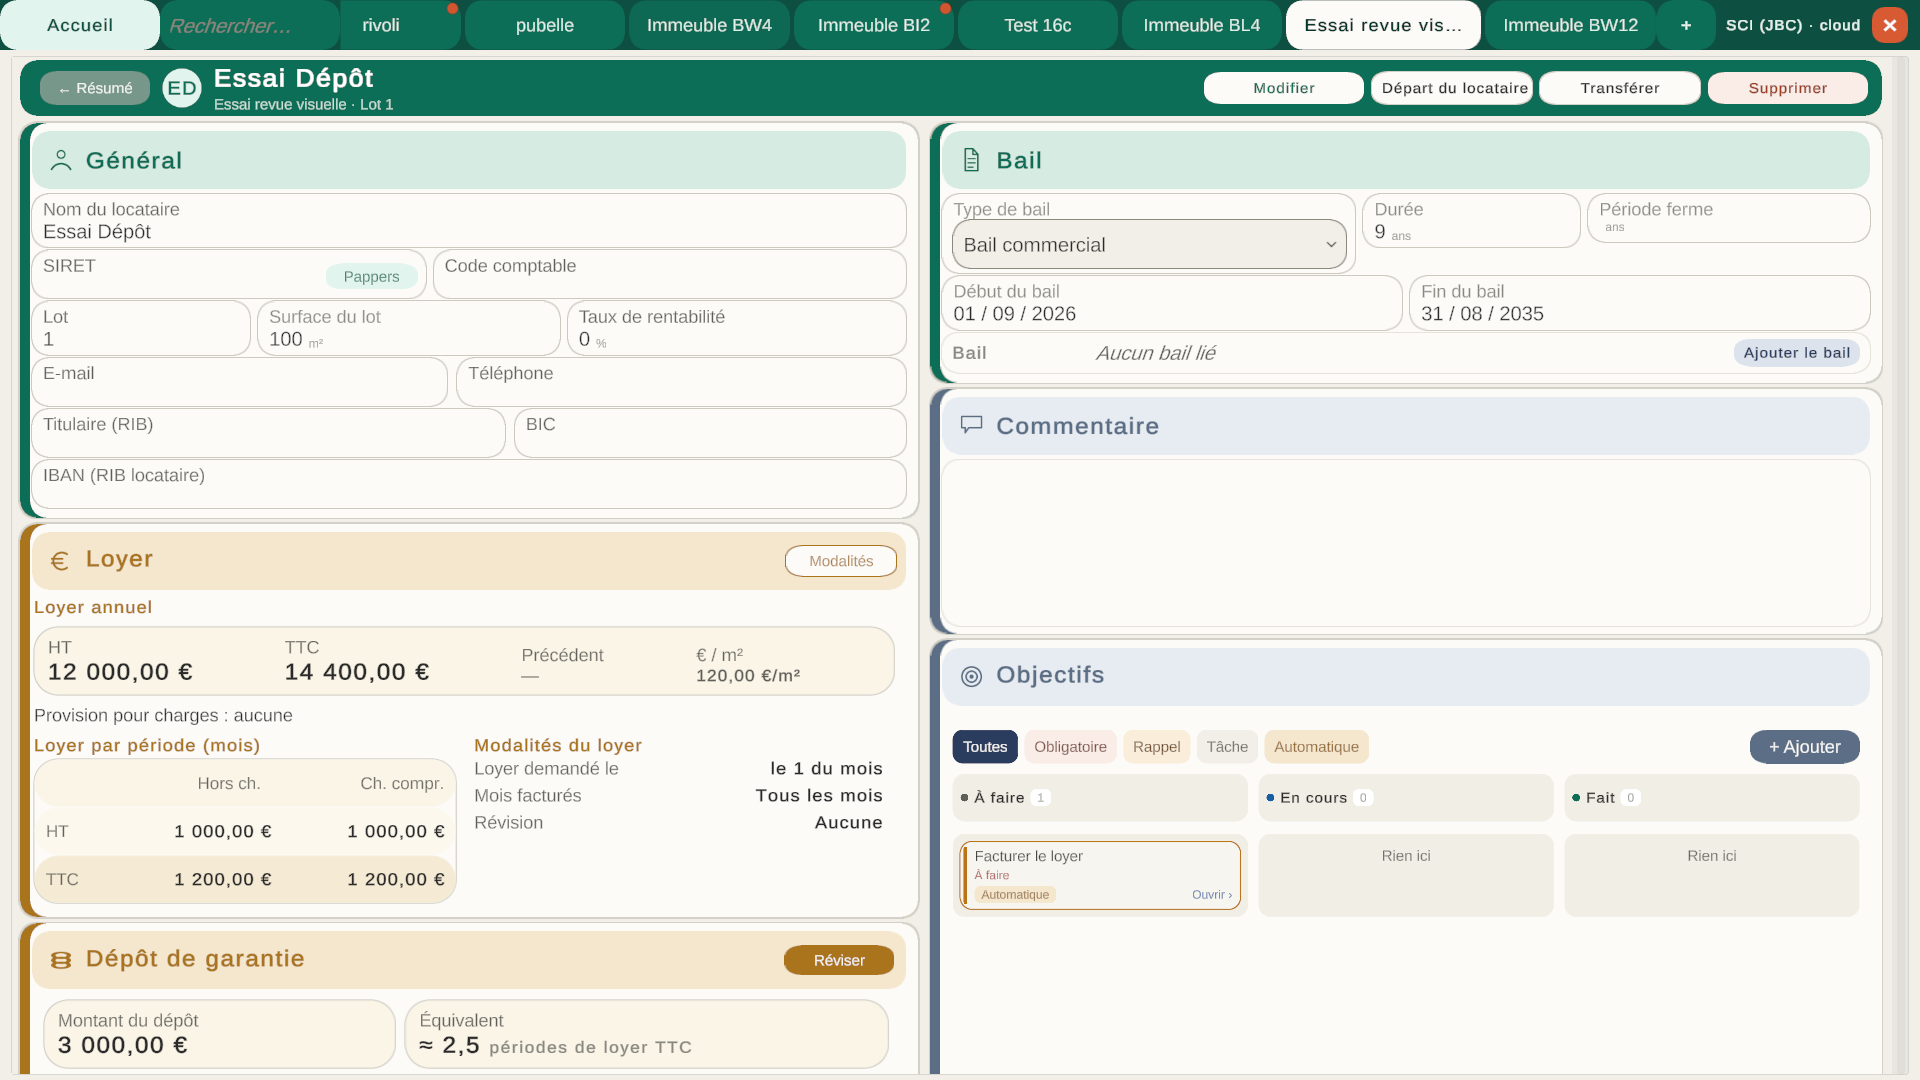 Accueil
Rechercher...
rivoli
pubelle
Immeuble BW4
Immeuble BI2
Test 16c
Immeuble BL4
Essai revue vis...
Immeuble BW12
+
SCI (JBC) · cloud
← Résumé
ED
Essai Dépôt
Essai revue visuelle · Lot 1
Modifier
Départ du locataire
Transférer
Supprimer
Général
Nom du locataire
Essai Dépôt
SIRET
Pappers
Code comptable
Lot
1
Surface du lot
100 m²
Taux de rentabilité
0 %
E-mail
Téléphone
Titulaire (RIB)
BIC
IBAN (RIB locataire)
Loyer
Modalités
Loyer annuel
HT
12 000,00 €
TTC
14 400,00 €
Précédent
—
€ / m²
120,00 €/m²
Provision pour charges : aucune
Loyer par période (mois)
Hors ch.
Ch. compr.
HT
1 000,00 €
1 000,00 €
TTC
1 200,00 €
1 200,00 €
Modalités du loyer
Loyer demandé le
le 1 du mois
Mois facturés
Tous les mois
Révision
Aucune
Dépôt de garantie
Réviser
Montant du dépôt
3 000,00 €
Équivalent
≈ 2,5 périodes de loyer TTC
Bail
Type de bail
Bail commercial
Durée
9 ans
Période ferme
ans
Début du bail
01 / 09 / 2026
Fin du bail
31 / 08 / 2035
Bail
Aucun bail lié
Ajouter le bail
Commentaire
Objectifs
Toutes
Obligatoire
Rappel
Tâche
Automatique
+ Ajouter
À faire 1
En cours 0
Fait 0
Facturer le loyer
À faire
Automatique
Ouvrir ›
Rien ici
Rien ici